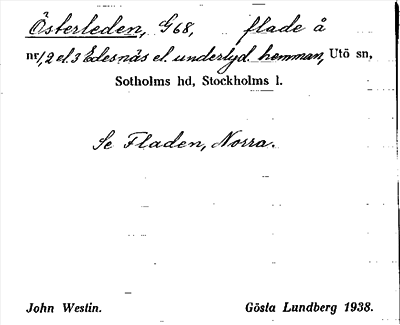 Österleden, G68, flade å
nr 1, 2 el. 3 Edesnäs el. underlyd. hemman, Utö sn,
Sotholms hd, Stockholms l.
Se Fladen, Norra.
John Westin. Gösta Lundberg 1938.